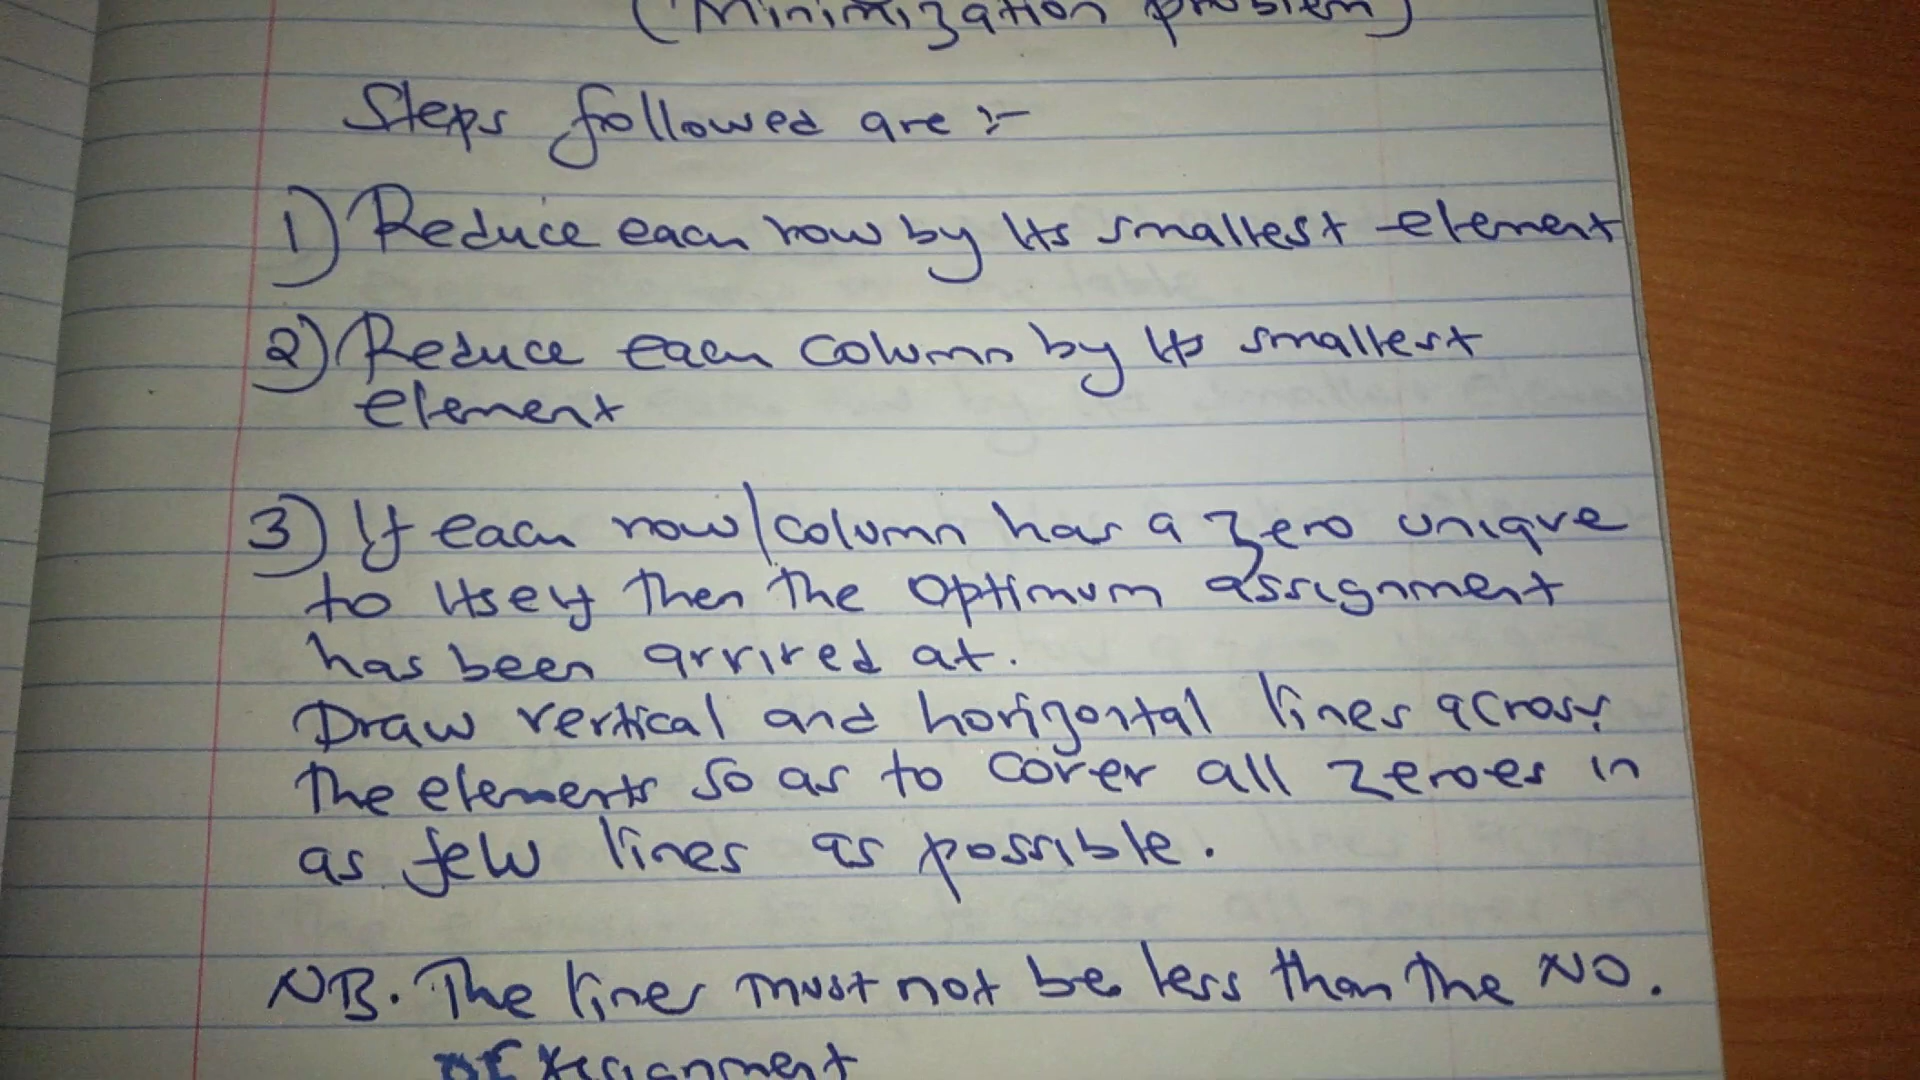 (Minimization problem)
Steps followed are :-
1) Reduce each row by its smallest element
2) Reduce each column by its smallest
element
3) If each row/column has a zero unique
to itself then the optimum assignment
has been arrived at.
Draw vertical and horizontal lines across
the elements so as to cover all zeroes in
as few lines as possible.
NB. The lines must not be less than the NO.
OF Assignment